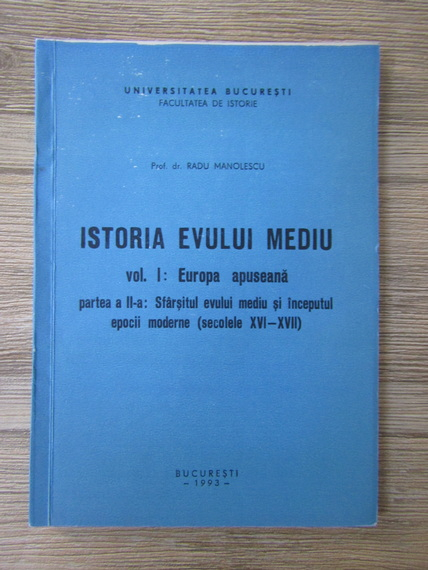 UNIVERSITATEA BUCUREȘTI
FACULTATEA DE ISTORIE
Prof. dr. RADU MANOLESCU
ISTORIA EVULUI MEDIU
vol. I: Europa apuseană
partea a II-a: Sfârșitul evului mediu și începutul
epocii moderne (secolele XVI—XVII)
BUCUREȘTI
– 1993 –